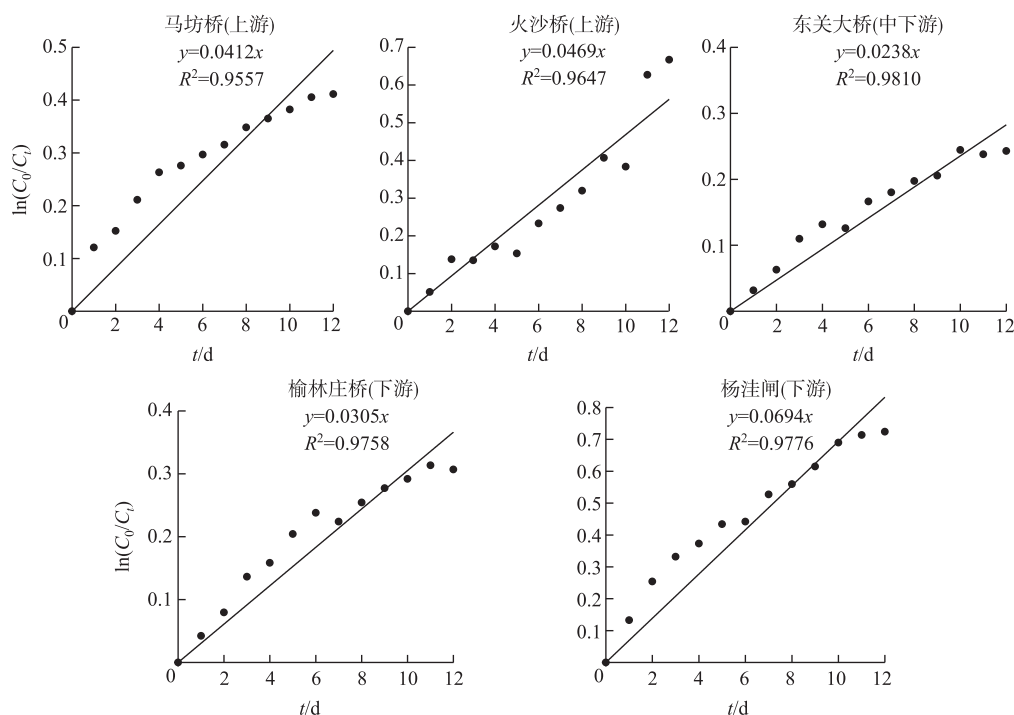 马坊桥(上游)
y=0.0412x
R²=0.9557
0.5
0.4
0.3
0.2
0.1
0
2
4
6
8
10
12
ln(C₀/Cₜ)
t/d
火沙桥(上游)
y=0.0469x
R²=0.9647
0.7
0.6
0.5
0.4
0.3
0.2
0.1
0
2
4
6
8
10
12
t/d
东关大桥(中下游)
y=0.0238x
R²=0.9810
0.4
0.3
0.2
0.1
0
2
4
6
8
10
12
t/d
榆林庄桥(下游)
y=0.0305x
R²=0.9758
0.4
0.3
0.2
0.1
0
2
4
6
8
10
12
ln(C₀/Cₜ)
t/d
杨洼闸(下游)
y=0.0694x
R²=0.9776
0.8
0.7
0.6
0.5
0.4
0.3
0.2
0.1
0
2
4
6
8
10
12
t/d